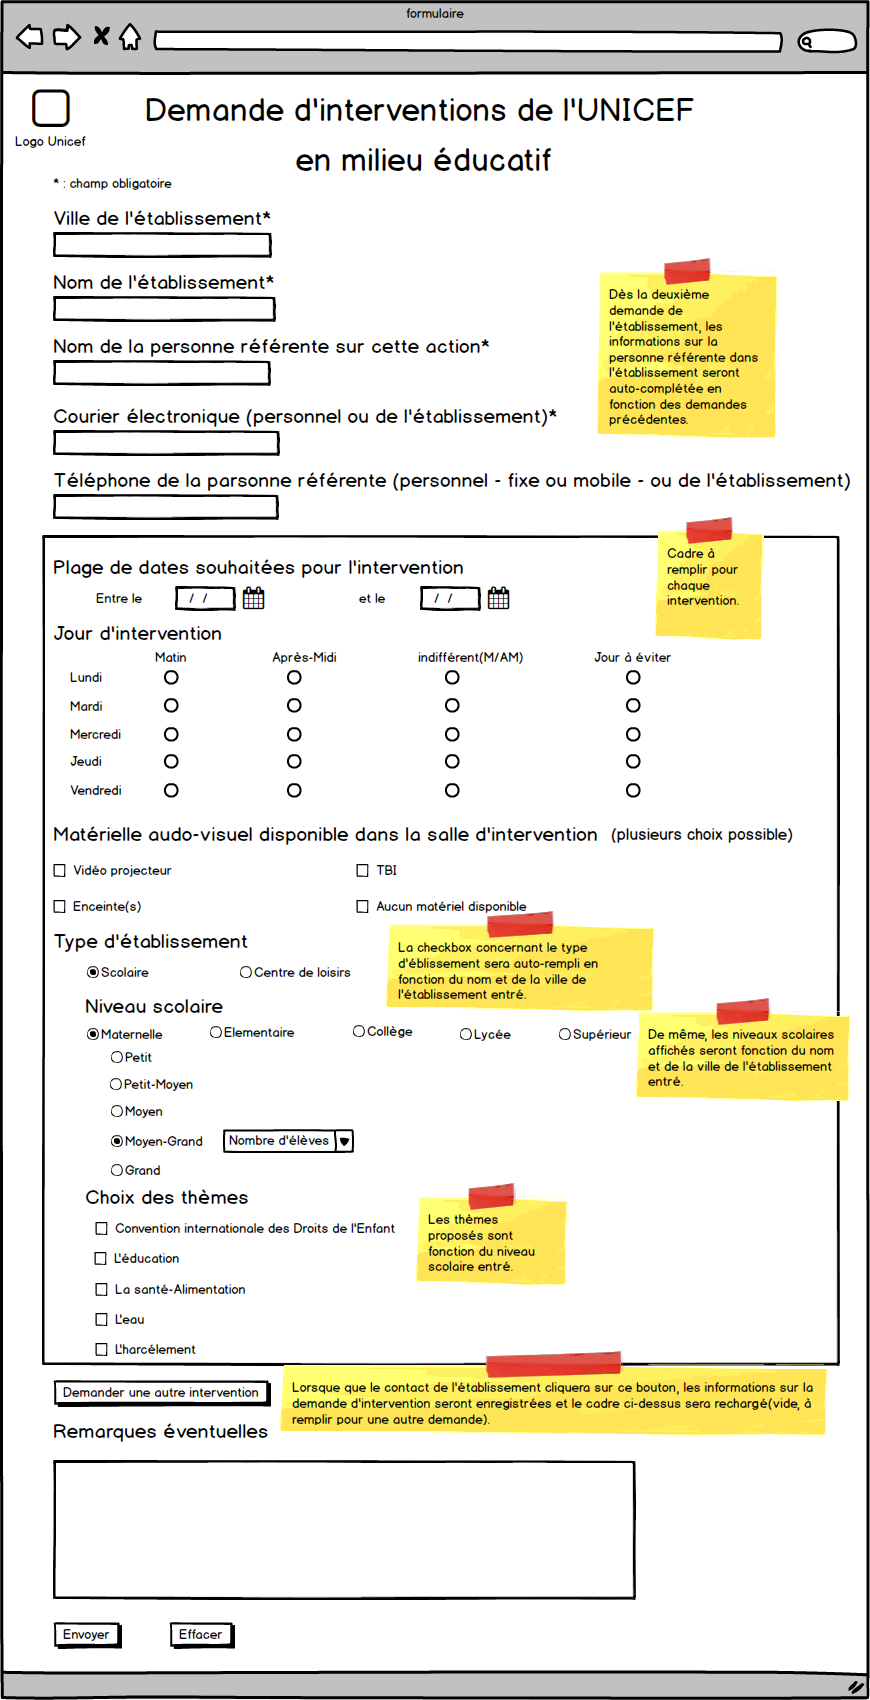 formulaire
Demande d'interventions de l'UNICEF
Logo Unicef
en milieu éducatif
* : champ obligatoire
Ville de l'établissement*
Nom de l'établissement*
Dès la deuxième
demande de
l'établissement, les
informations sur la
personne référente dans
l'établissement seront
auto-complétée en
fonction des demandes
précédentes.
Nom de la personne référente sur cette action*
Courier électronique (personnel ou de l'établissement)*
Téléphone de la parsonne référente (personnel - fixe ou mobile - ou de l'établissement)
Cadre à
remplir pour
chaque
intervention.
Plage de dates souhaitées pour l'intervention
Entre le / / et le / /
Jour d'intervention
Matin Après-Midi indifférent(M/AM) Jour à éviter
Lundi
Mardi
Mercredi
Jeudi
Vendredi
Matérielle audo-visuel disponible dans la salle d'intervention (plusieurs choix possible)
Vidéo projecteur TBI
Enceinte(s) Aucun matériel disponible
Type d'établissement
La checkbox concernant le type
d'éblissement sera auto-rempli en
fonction du nom et de la ville de
l'établissement entré.
Scolaire Centre de loisirs
Niveau scolaire
Maternelle Elementaire Collège Lycée Supérieur
De même, les niveaux scolaires
affichés seront fonction du nom
et de la ville de l'établissement
entré.
Petit
Petit-Moyen
Moyen
Moyen-Grand Nombre d'élèves
Grand
Choix des thèmes
Les thèmes
proposés sont
fonction du niveau
scolaire entré.
Convention internationale des Droits de l'Enfant
L'éducation
La santé-Alimentation
L'eau
L'harcélement
Demander une autre intervention
Lorsque que le contact de l'établissement cliquera sur ce bouton, les informations sur la
demande d'intervention seront enregistrées et le cadre ci-dessus sera rechargé(vide, à
remplir pour une autre demande).
Remarques éventuelles
Envoyer Effacer